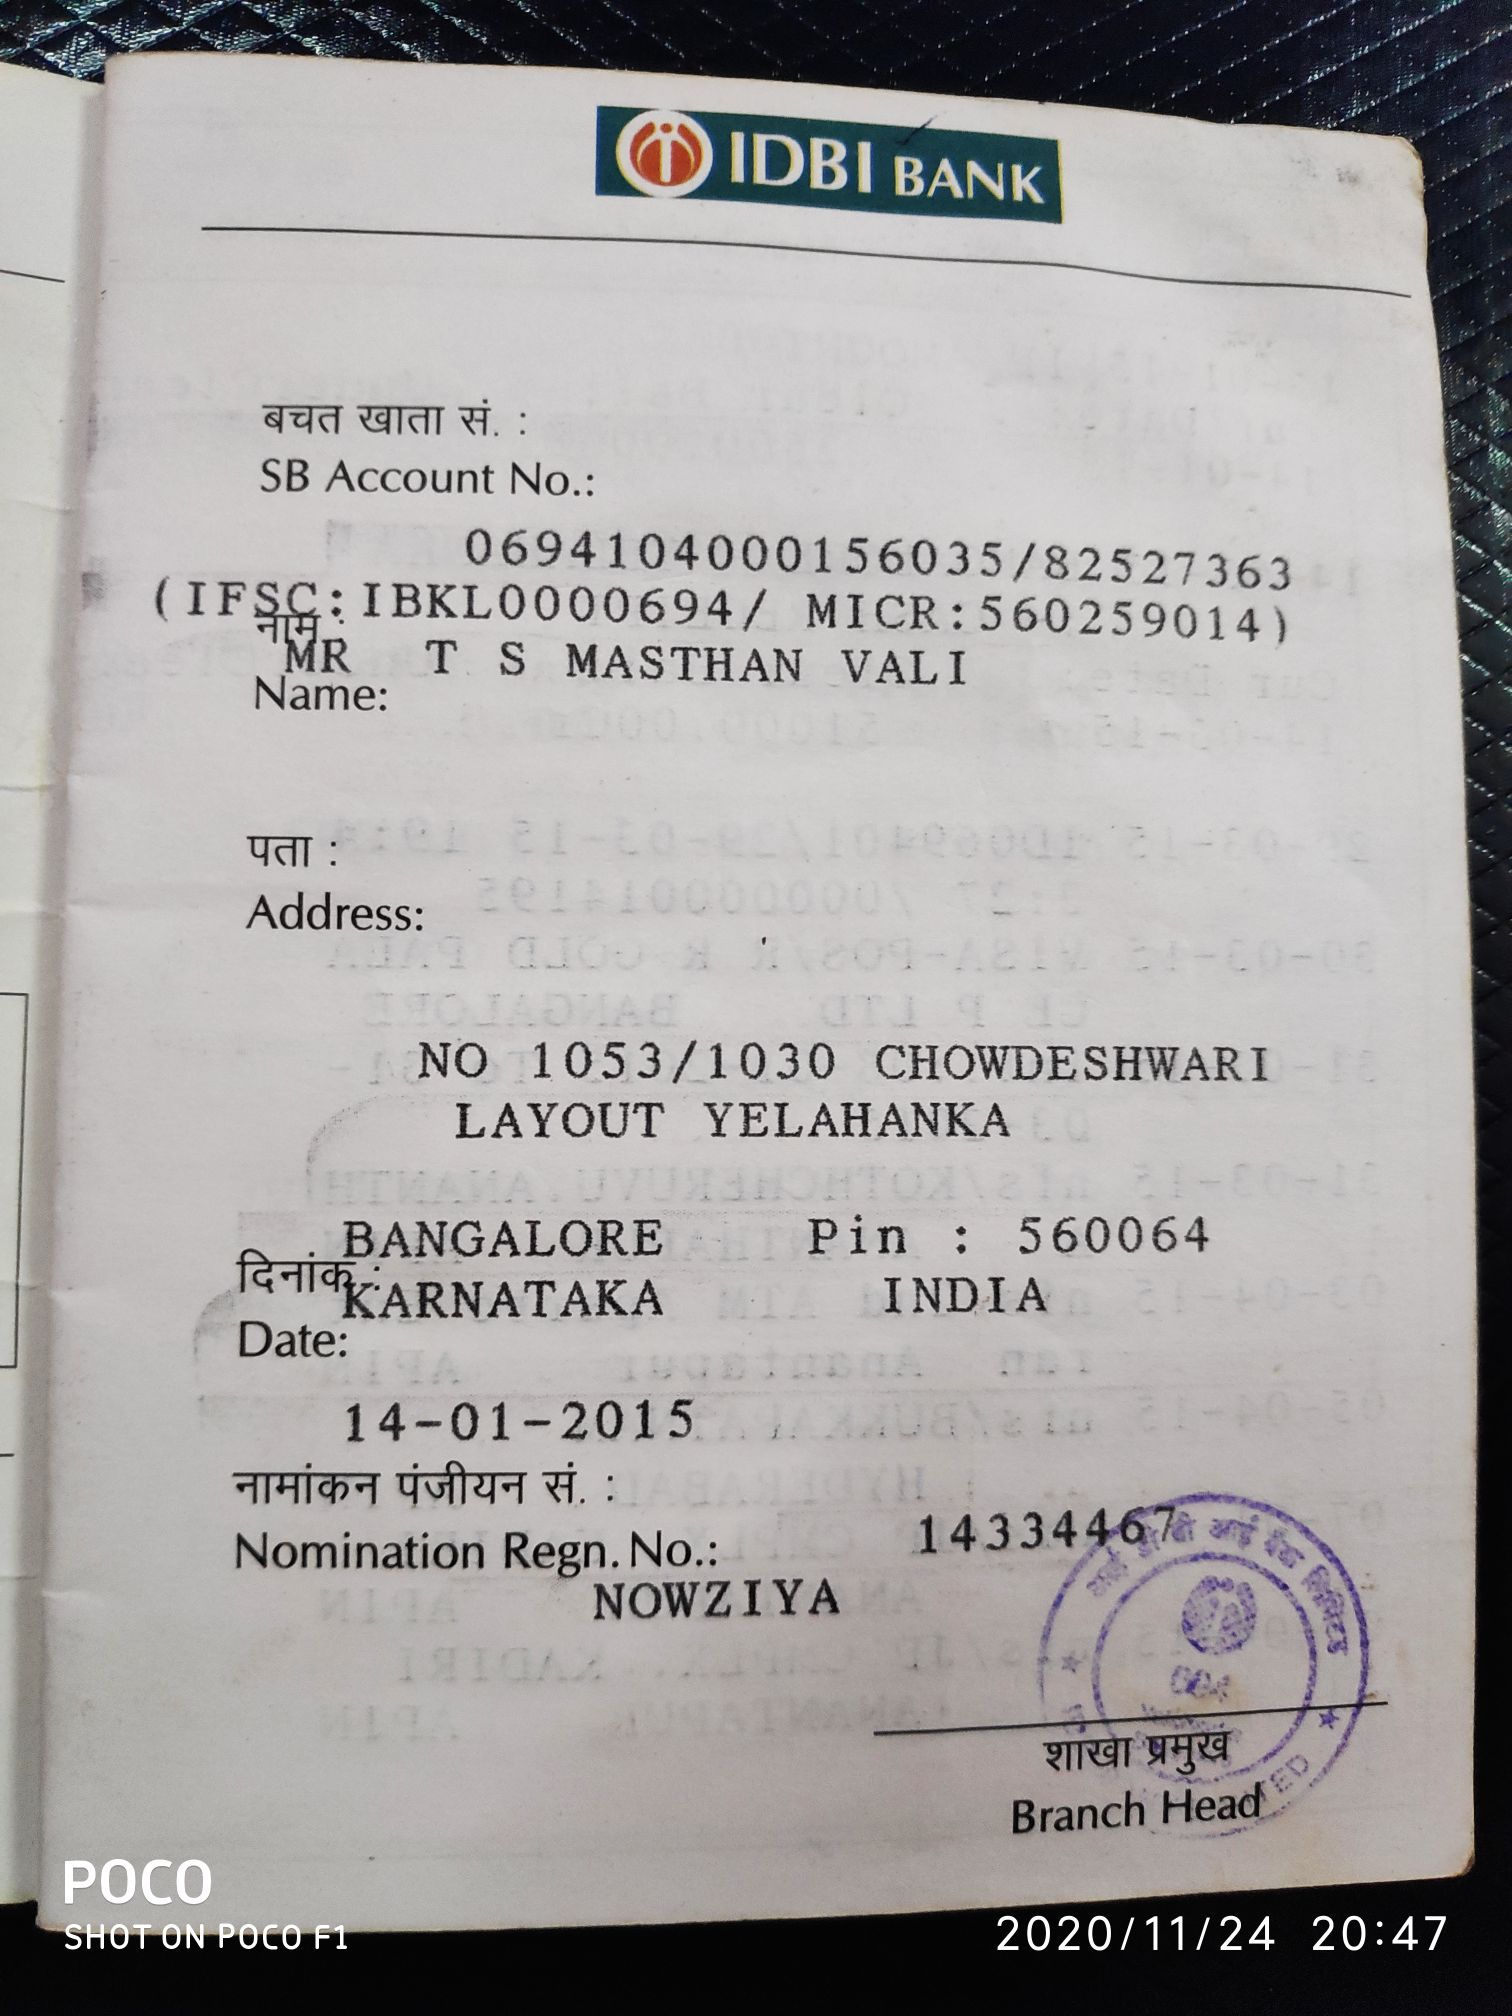 IDBI BANK
बचत खाता सं. :
SB Account No.:
0694104000156035/82527363
(IFSC:IBKL0000694/ MICR:560259014)
नाम :
MR T S MASTHAN VALI
Name:
पता :
Address:
NO 1053/1030 CHOWDESHWARI
LAYOUT YELAHANKA
BANGALORE Pin : 560064
दिनांक :
KARNATAKA INDIA
Date:
14-01-2015
नामांकन पंजीयन सं. :
14334467
Nomination Regn. No.:
NOWZIYA
आई डी बी आई बैंक लिमिटेड
शाखा प्रमुख
Branch Head
POCO
SHOT ON POCO F1
2020/11/24 20:47